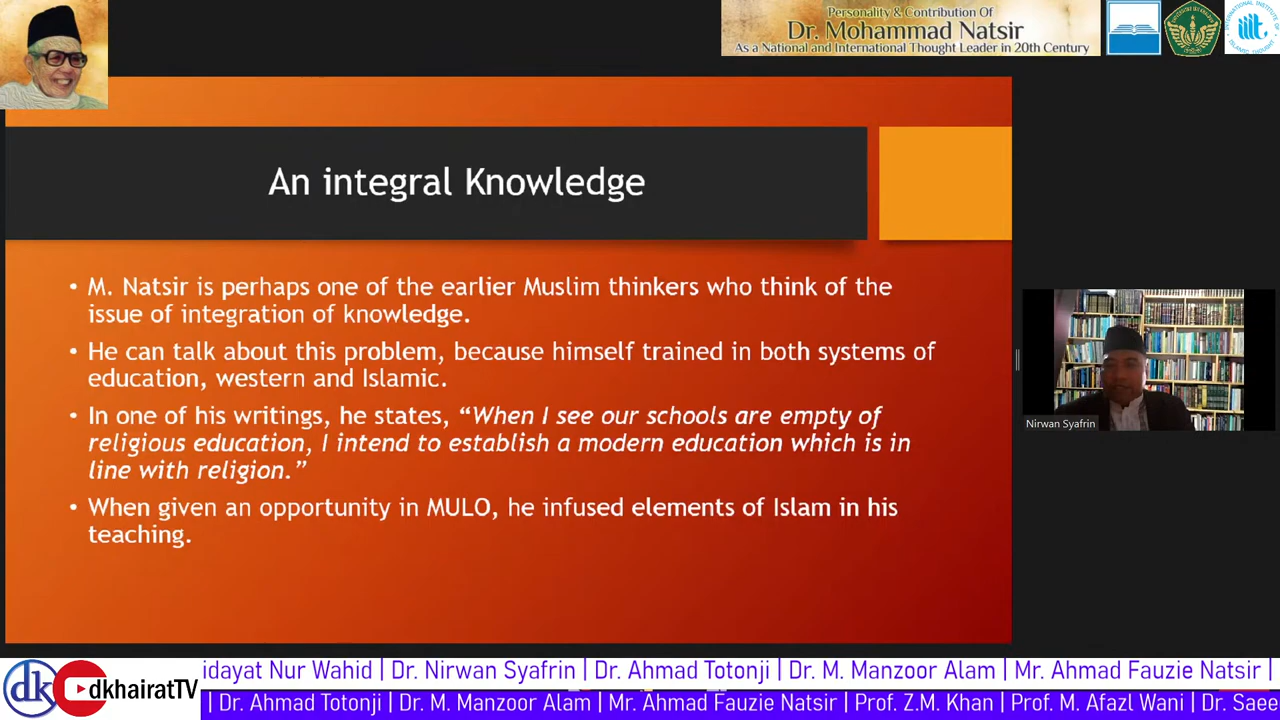 Personality & Contribution Of
Dr. Mohammad Natsir
As a National and International Thought Leader in 20th Century
An integral Knowledge
• M. Natsir is perhaps one of the earlier Muslim thinkers who think of the
issue of integration of knowledge.
• He can talk about this problem, because himself trained in both systems of
education, western and Islamic.
• In one of his writings, he states, “When I see our schools are empty of
religious education, I intend to establish a modern education which is in
line with religion.”
• When given an opportunity in MULO, he infused elements of Islam in his
teaching.
Nirwan Syafrin
dk dkhairatTV
idayat Nur Wahid | Dr. Nirwan Syafrin | Dr. Ahmad Totonji | Dr. M. Manzoor Alam | Mr. Ahmad Fauzie Natsir |
| Dr. Ahmad Totonji | Dr. M. Manzoor Alam | Mr. Ahmad Fauzie Natsir | Prof. Z.M. Khan | Prof. M. Afazl Wani | Dr. Saee